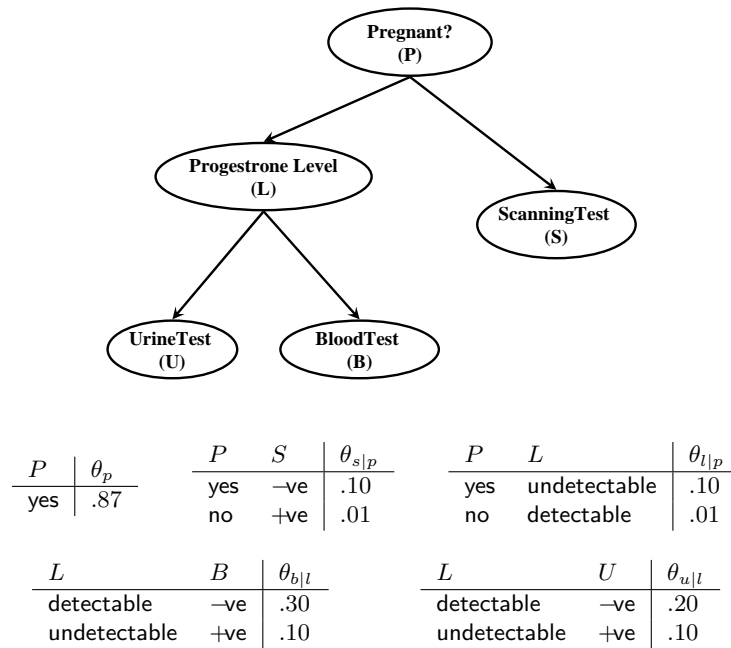 Pregnant?
(P)
Progestrone Level
(L)
ScanningTest
(S)
UrineTest
(U)
BloodTest
(B)
P θp
yes .87
P S θs|p
yes −ve .10
no +ve .01
P L θl|p
yes undetectable .10
no detectable .01
L B θb|l
detectable −ve .30
undetectable +ve .10
L U θu|l
detectable −ve .20
undetectable +ve .10